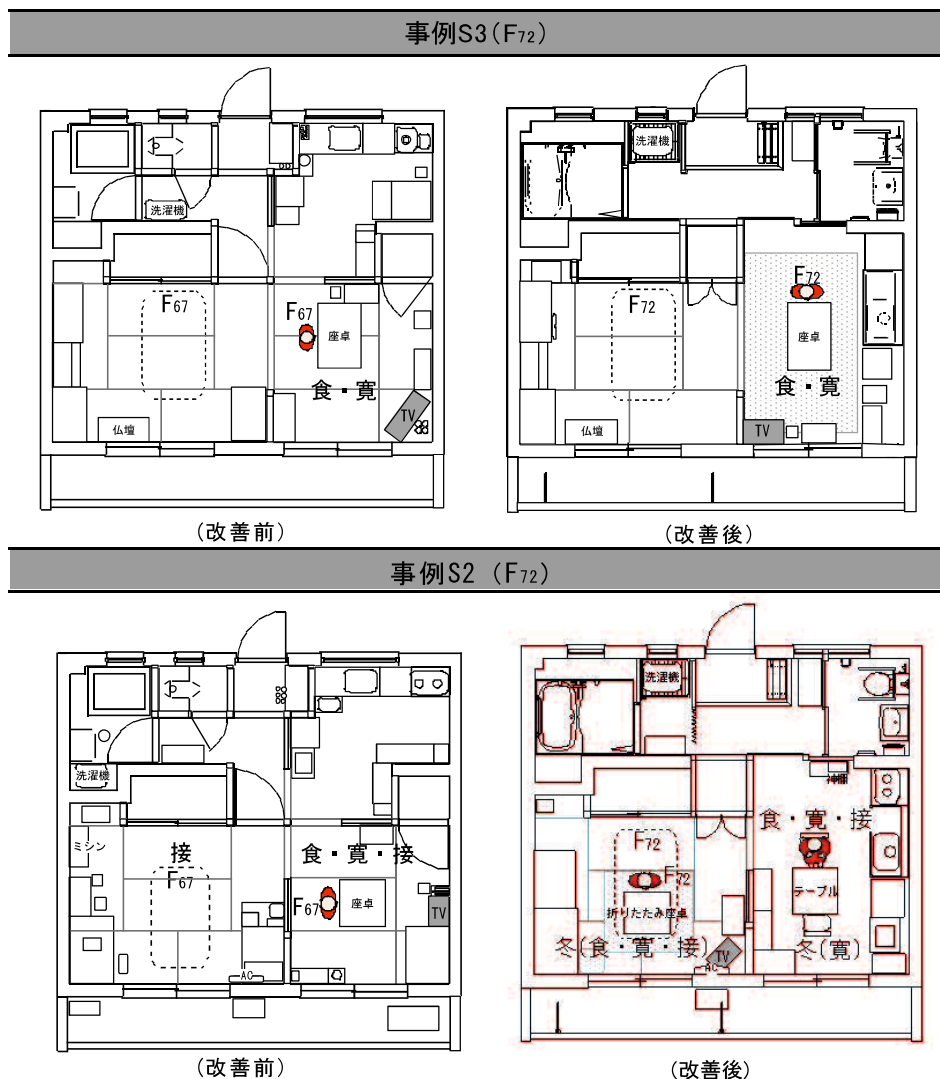 事例S3(F72)
洗濯機
F67
F67
座卓
食・寛
仏壇
TV
(改善前)
洗濯機
F72
F72
座卓
食・寛
仏壇
TV
(改善後)
事例S2 (F72)
洗濯機
ミシン
接
F67
食・寛・接
F67
座卓
TV
AC
(改善前)
洗濯機
神棚
食・寛・接
F72
F72
テーブル
折りたたみ座卓
冬(食・寛・接)
TV
冬(寛)
AC
(改善後)